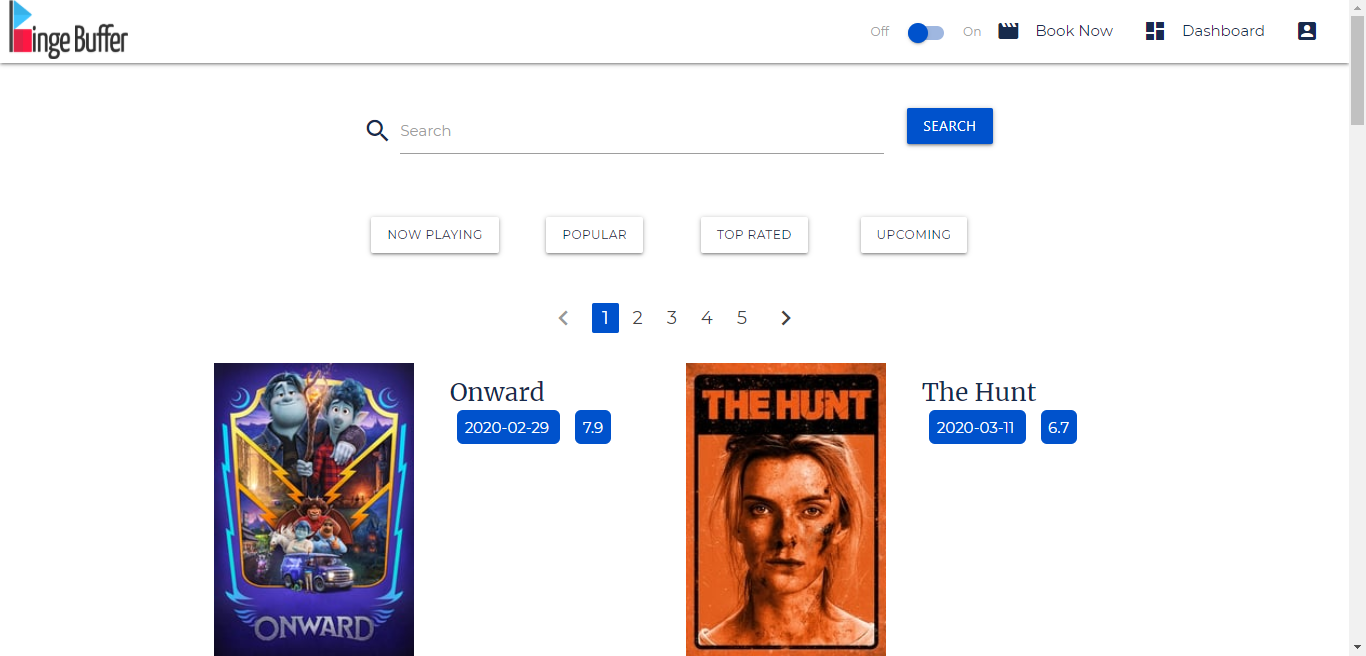 Binge Buffer
Off On Book Now Dashboard
Search SEARCH
NOW PLAYING POPULAR TOP RATED UPCOMING
1 2 3 4 5
THE HUNT
ONWARD
Onward
2020-02-29 7.9
The Hunt
2020-03-11 6.7